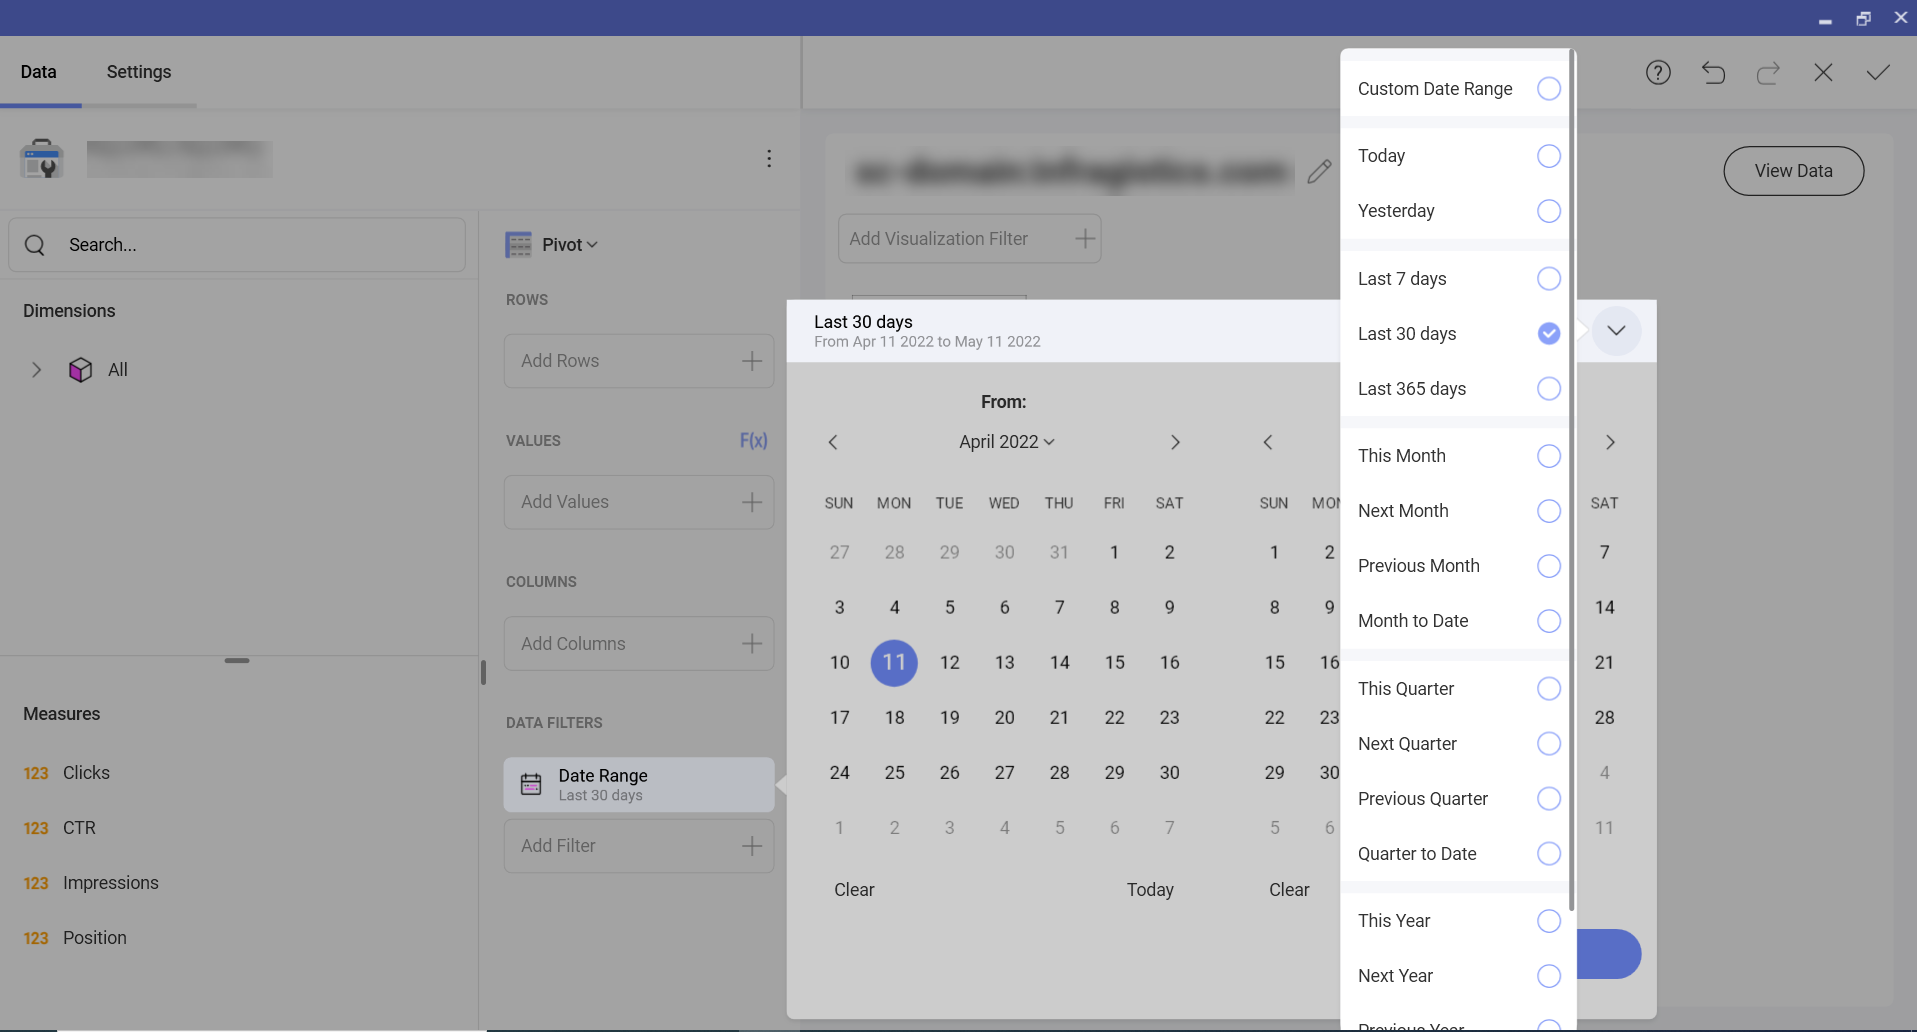 Data
Settings
Search...
Dimensions
All
Measures
123 Clicks
123 CTR
123 Impressions
123 Position
Pivot
ROWS
Add Rows
VALUES
F(x)
Add Values
COLUMNS
Add Columns
DATA FILTERS
Date Range
Last 30 days
Add Filter
sc-domain:infragistics.com
View Data
Add Visualization Filter
Last 30 days
From Apr 11 2022 to May 11 2022
From:
April 2022
SUN MON TUE WED THU FRI SAT
27 28 29 30 31 1 2
3 4 5 6 7 8 9
10 11 12 13 14 15 16
17 18 19 20 21 22 23
24 25 26 27 28 29 30
1 2 3 4 5 6 7
Clear Today
SUN MON SAT
1 2 7
8 9 14
15 16 21
22 23 28
29 30 4
5 6 11
Clear
Custom Date Range
Today
Yesterday
Last 7 days
Last 30 days
Last 365 days
This Month
Next Month
Previous Month
Month to Date
This Quarter
Next Quarter
Previous Quarter
Quarter to Date
This Year
Next Year
Previous Year